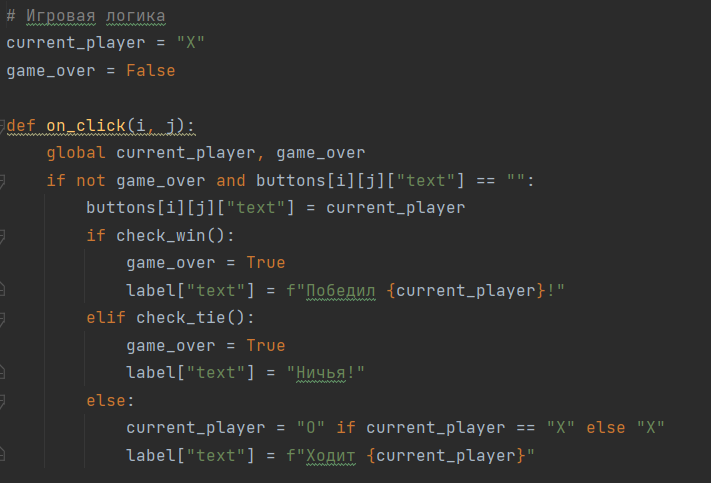 # Игровая логика
current_player = "X"
game_over = False
def on_click(i, j):
global current_player, game_over
if not game_over and buttons[i][j]["text"] == "":
buttons[i][j]["text"] = current_player
if check_win():
game_over = True
label["text"] = f"Победил {current_player}!"
elif check_tie():
game_over = True
label["text"] = "Ничья!"
else:
current_player = "O" if current_player == "X" else "X"
label["text"] = f"Ходит {current_player}"